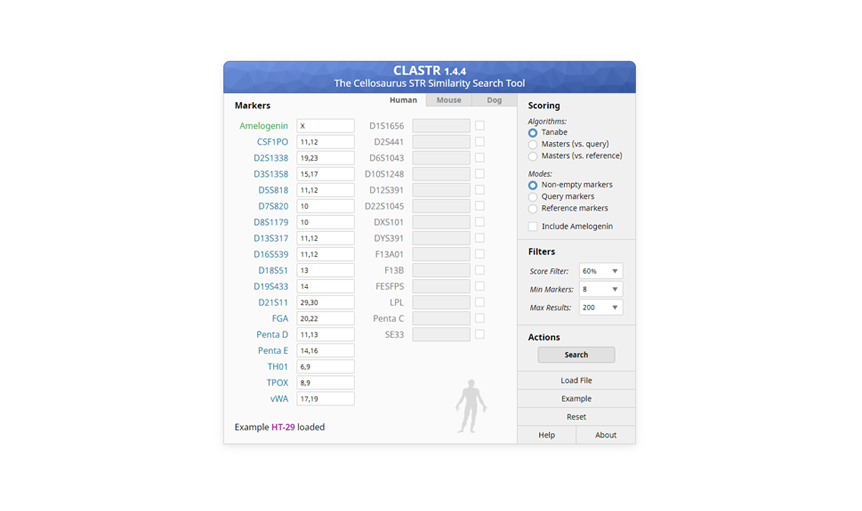 CLASTR 1.4.4
The Cellosaurus STR Similarity Search Tool
Markers
Human Mouse Dog
Amelogenin X
CSF1PO 11,12
D2S1338 19,23
D3S1358 15,17
D5S818 11,12
D7S820 10
D8S1179 10
D13S317 11,12
D16S539 11,12
D18S51 13
D19S433 14
D21S11 29,30
FGA 20,22
Penta D 11,13
Penta E 14,16
TH01 6,9
TPOX 8,9
vWA 17,19
D1S1656
D2S441
D6S1043
D10S1248
D12S391
D22S1045
DXS101
DYS391
F13A01
F13B
FESFPS
LPL
Penta C
SE33
Example HT-29 loaded
Scoring
Algorithms:
Tanabe
Masters (vs. query)
Masters (vs. reference)
Modes:
Non-empty markers
Query markers
Reference markers
Include Amelogenin
Filters
Score Filter: 60%
Min Markers: 8
Max Results: 200
Actions
Search
Load File
Example
Reset
Help About